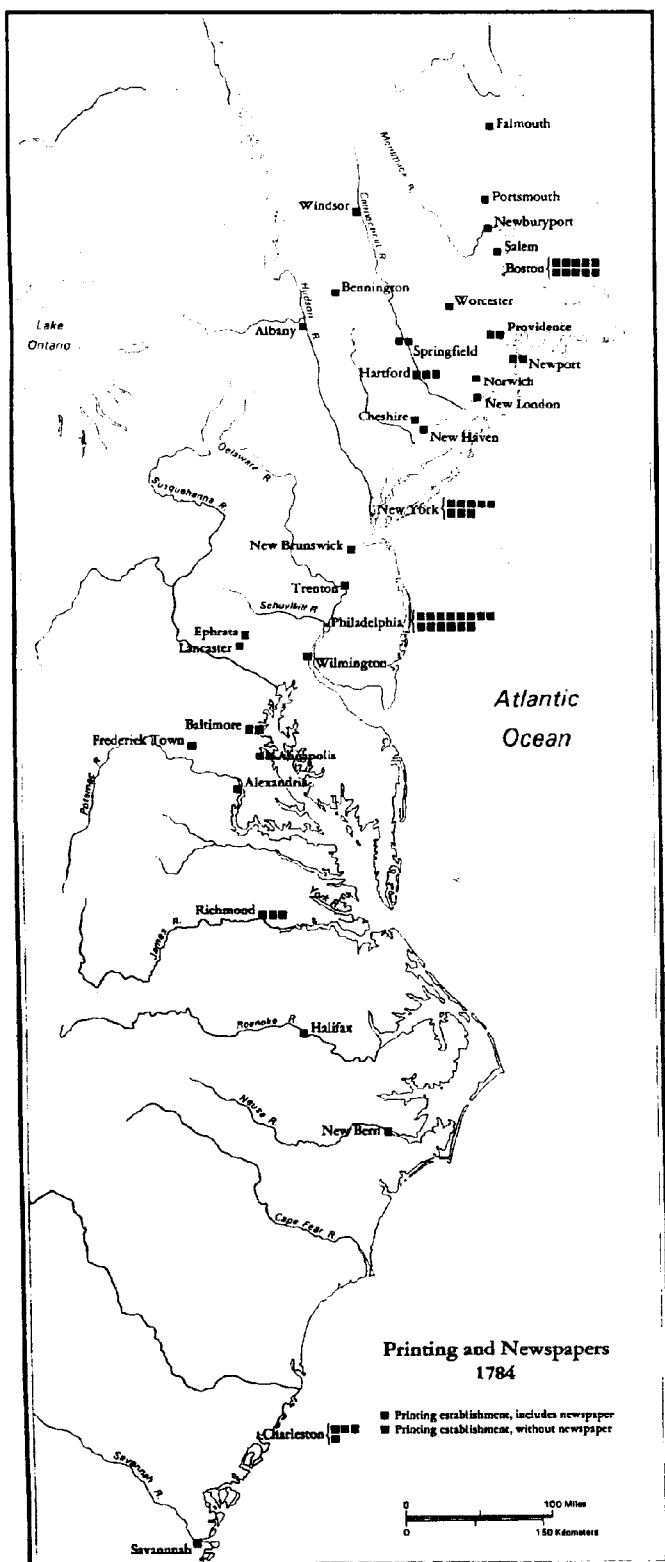 Falmouth
Merrimack R.
Portsmouth
Windsor
Connecticut R.
Newburyport
Salem
Boston
Bennington
Hudson R.
Worcester
Lake
Ontario
Albany
Providence
Springfield
Newport
Hartford
Norwich
New London
Cheshire
New Haven
Delaware R.
Susquehanna R.
New York
New Brunswick
Trenton
Schuylkill R
Philadelphia
Ephrata
Lancaster
Wilmington
Atlantic
Ocean
Baltimore
Frederick Town
Annapolis
Potomac R.
Alexandria
York R.
Richmond
James R.
Roanoke R.
Halifax
Neuse R.
New Bern
Cape Fear R.
Printing and Newspapers
1784
Printing establishment, includes newspaper
Printing establishment, without newspaper
Charleston
Savannah R.
0 100 Miles
0 150 Kilometers
Savannah